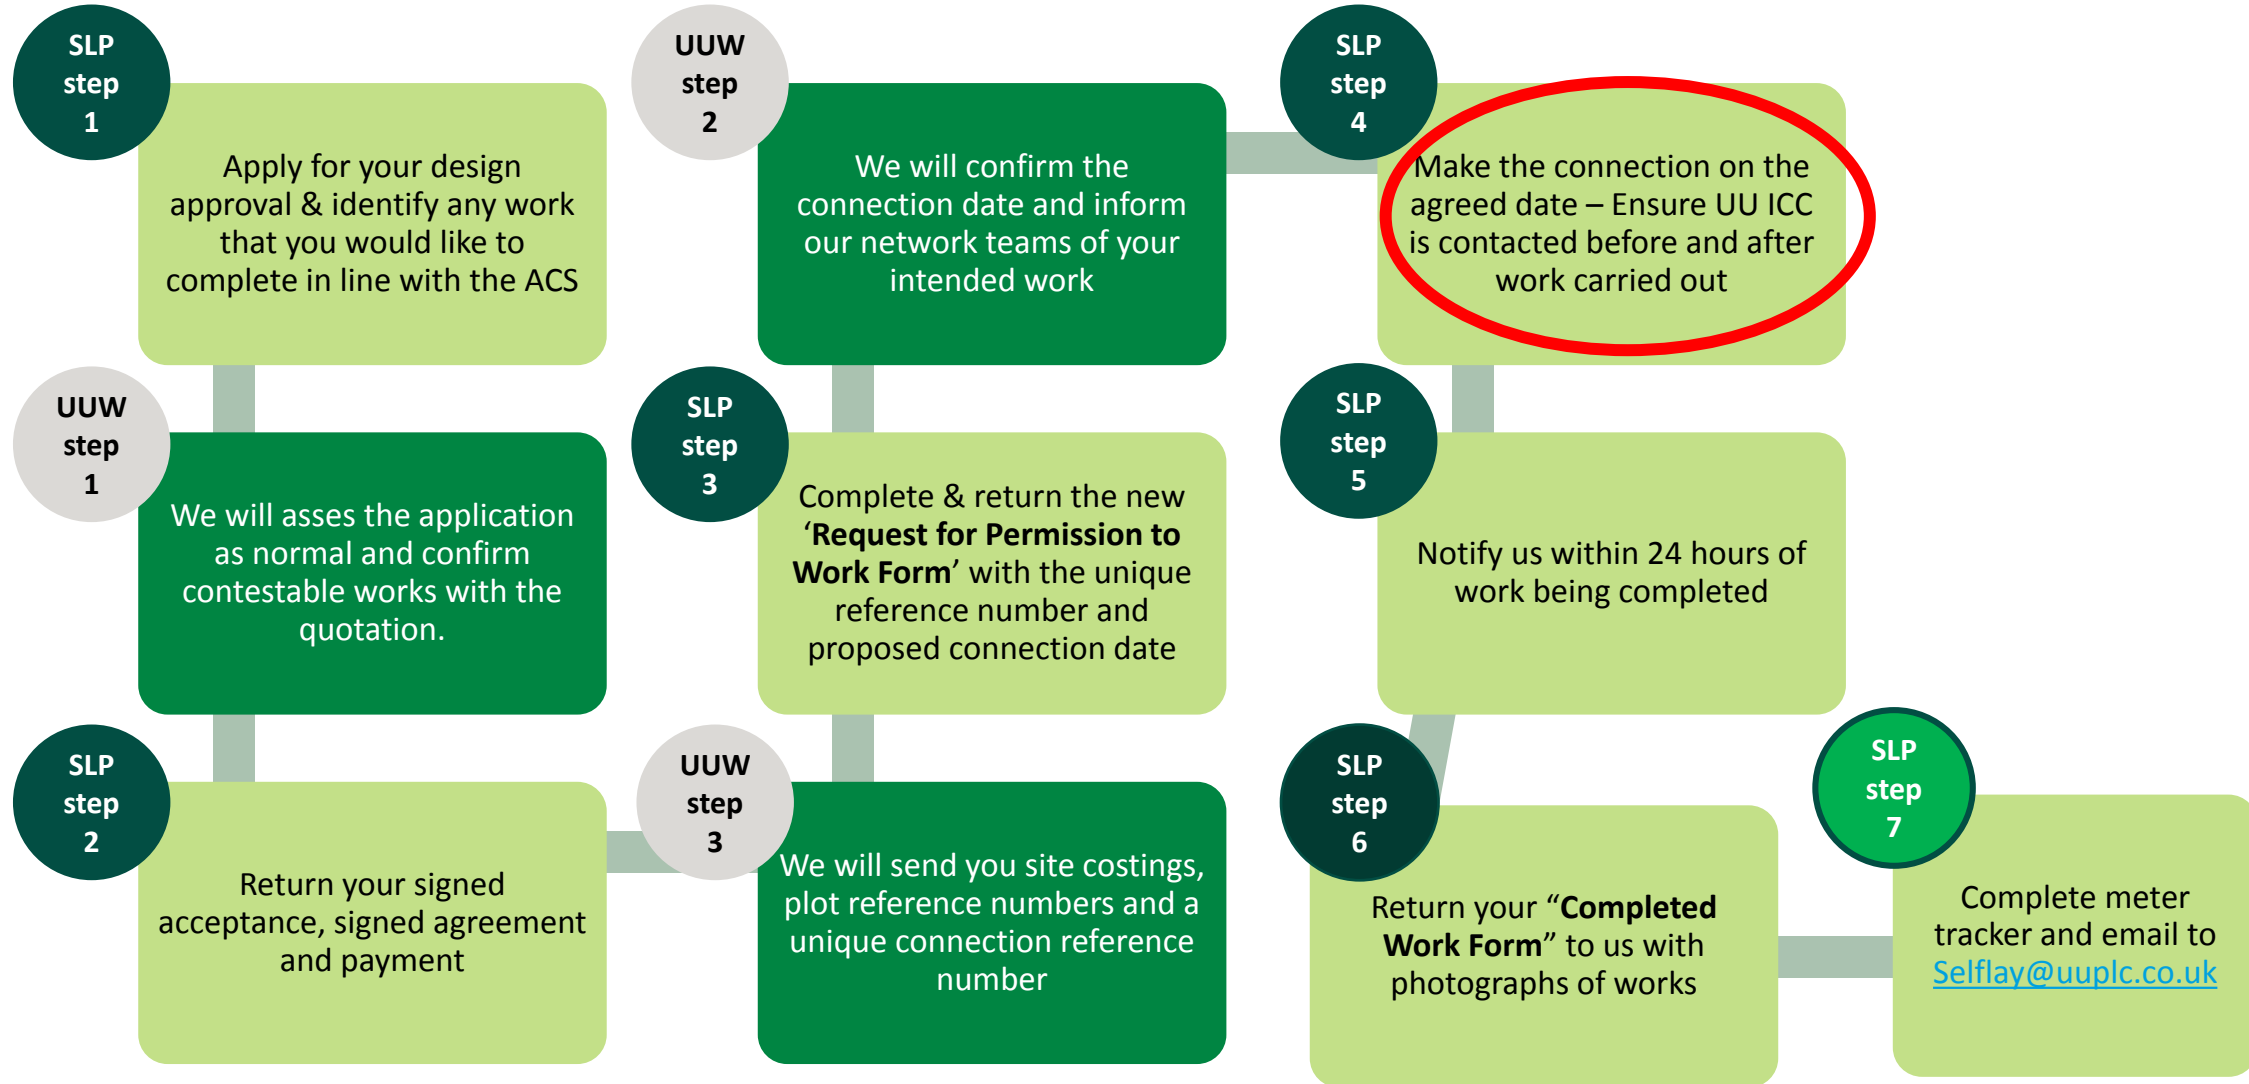 SLP
step
1
Apply for your design
approval & identify any work
that you would like to
complete in line with the ACS
UUW
step
1
We will asses the application
as normal and confirm
contestable works with the
quotation.
SLP
step
2
Return your signed
acceptance, signed agreement
and payment
UUW
step
3
We will send you site costings,
plot reference numbers and a
unique connection reference
number
SLP
step
3
Complete & return the new
‘Request for Permission to
Work Form’ with the unique
reference number and
proposed connection date
UUW
step
2
We will confirm the
connection date and inform
our network teams of your
intended work
SLP
step
4
Make the connection on the
agreed date – Ensure UU ICC
is contacted before and after
work carried out
SLP
step
5
Notify us within 24 hours of
work being completed
SLP
step
6
Return your “Completed
Work Form” to us with
photographs of works
SLP
step
7
Complete meter
tracker and email to
Selflay@uuplc.co.uk